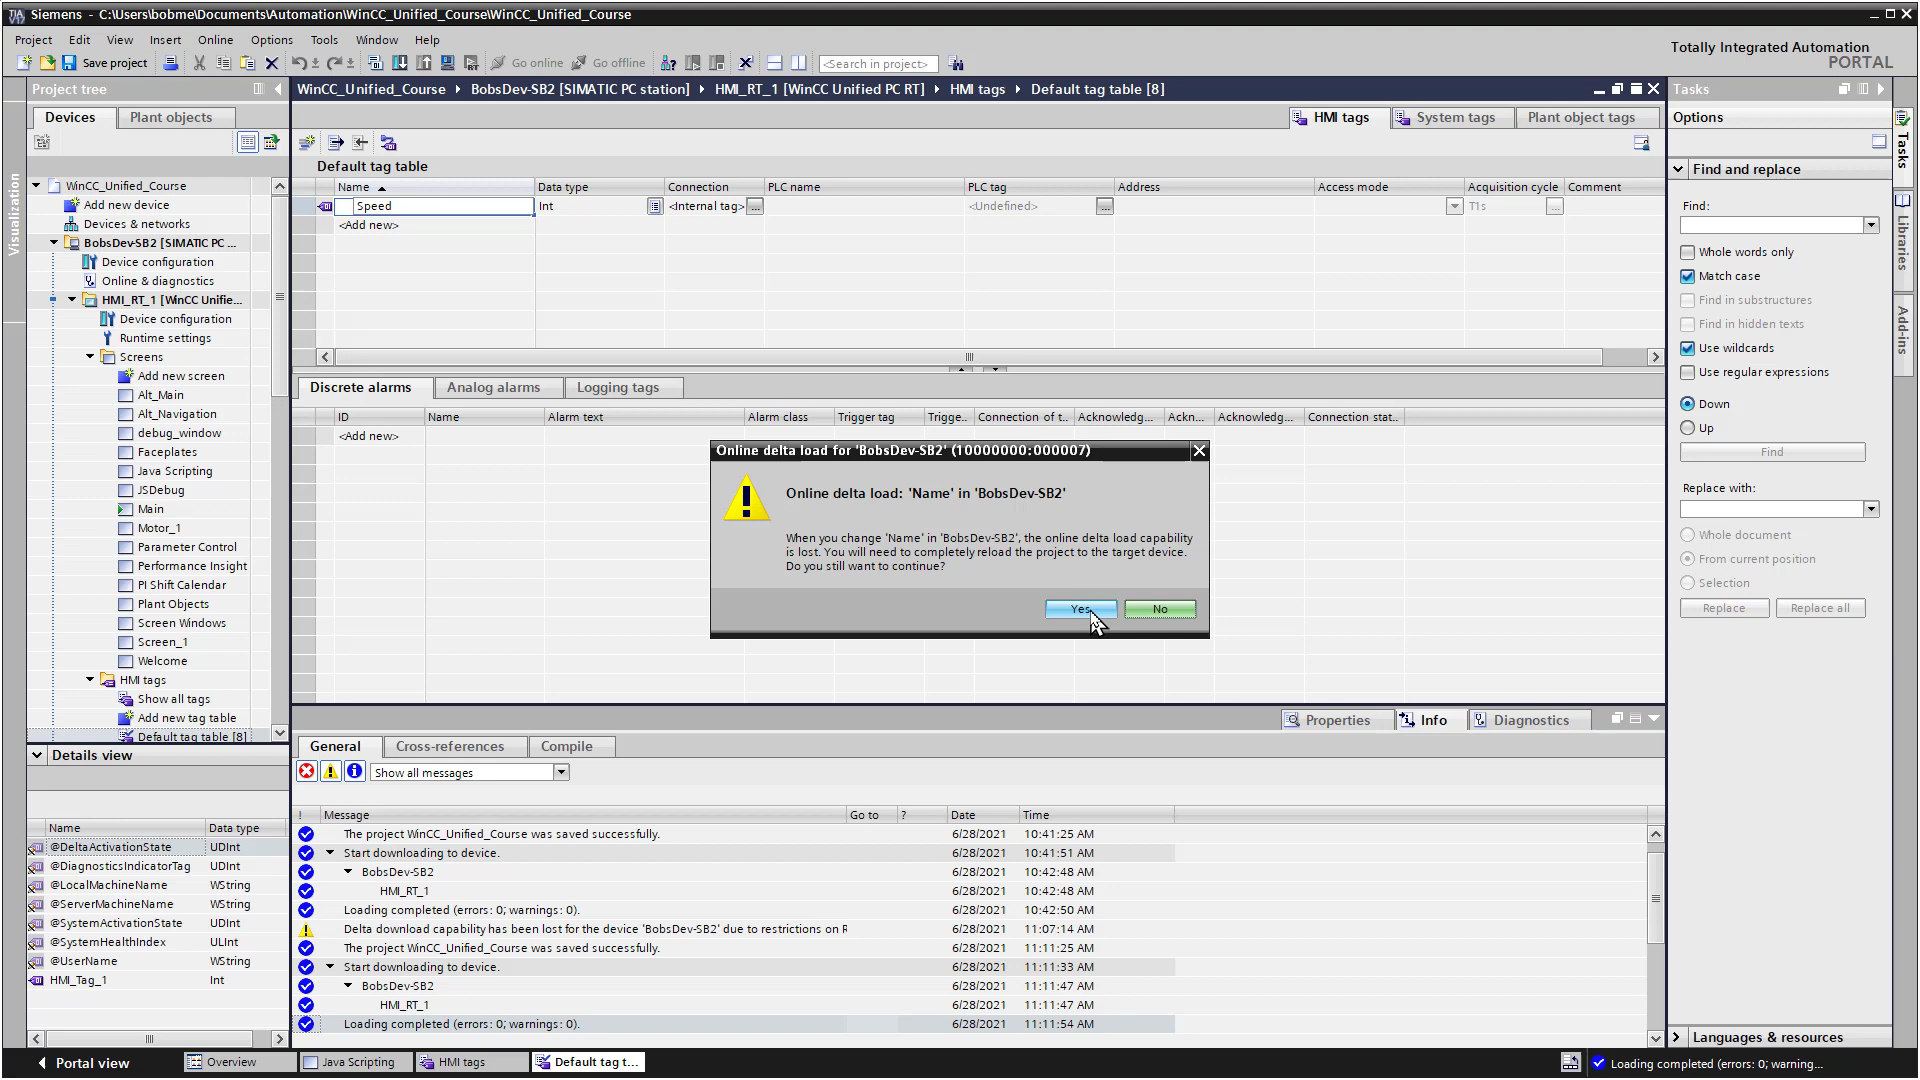 Siemens - C:\Users\bobme\Documents\Automation\WinCC_Unified_Course\WinCC_Unified_Course
Project Edit View Insert Online Options Tools Window Help
Totally Integrated Automation
PORTAL
Save project Go online Go offline <Search in project>
Project tree
WinCC_Unified_Course BobsDev-SB2 [SIMATIC PC station] HMI_RT_1 [WinCC Unified PC RT] HMI tags Default tag table [8]
Tasks
Devices Plant objects
HMI tags System tags Plant object tags
Options
Default tag table
Find and replace
Name Data type Connection PLC name PLC tag Address Access mode Acquisition cycle Comment
Speed Int <Internal tag> <Undefined> T1s
<Add new>
Visualization
WinCC_Unified_Course
Add new device
Devices & networks
BobsDev-SB2 [SIMATIC PC ...
Device configuration
Online & diagnostics
HMI_RT_1 [WinCC Unifie...
Device configuration
Runtime settings
Screens
Add new screen
Alt_Main
Alt_Navigation
debug_window
Faceplates
Java Scripting
JSDebug
Main
Motor_1
Parameter Control
Performance Insight
PI Shift Calendar
Plant Objects
Screen Windows
Screen_1
Welcome
HMI tags
Show all tags
Add new tag table
Default tag table [8]
Find:
Whole words only
Match case
Find in substructures
Find in hidden texts
Use wildcards
Use regular expressions
Down
Up
Find
Replace with:
Whole document
From current position
Selection
Replace Replace all
Tasks
Libraries
Add-ins
Discrete alarms Analog alarms Logging tags
ID Name Alarm text Alarm class Trigger tag Trigge.. Connection of t.. Acknowledg... Ackn... Acknowledg... Connection stat..
<Add new>
Online delta load for 'BobsDev-SB2' (10000000:000007)
Online delta load: 'Name' in 'BobsDev-SB2'
When you change 'Name' in 'BobsDev-SB2', the online delta load capability
is lost. You will need to completely reload the project to the target device.
Do you still want to continue?
Yes No
Properties Info Diagnostics
General Cross-references Compile
Show all messages
! Message Go to ? Date Time
The project WinCC_Unified_Course was saved successfully. 6/28/2021 10:41:25 AM
Start downloading to device. 6/28/2021 10:41:51 AM
BobsDev-SB2 6/28/2021 10:42:48 AM
HMI_RT_1 6/28/2021 10:42:48 AM
Loading completed (errors: 0; warnings: 0). 6/28/2021 10:42:50 AM
Delta download capability has been lost for the device 'BobsDev-SB2' due to restrictions on R 6/28/2021 11:07:14 AM
The project WinCC_Unified_Course was saved successfully. 6/28/2021 11:11:25 AM
Start downloading to device. 6/28/2021 11:11:33 AM
BobsDev-SB2 6/28/2021 11:11:47 AM
HMI_RT_1 6/28/2021 11:11:47 AM
Loading completed (errors: 0; warnings: 0). 6/28/2021 11:11:54 AM
Details view
Name Data type
@DeltaActivationState UDInt
@DiagnosticsIndicatorTag UDInt
@LocalMachineName WString
@ServerMachineName WString
@SystemActivationState UDInt
@SystemHealthIndex ULInt
@UserName WString
HMI_Tag_1 Int
Languages & resources
Portal view Overview Java Scripting HMI tags Default tag t...
Loading completed (errors: 0; warning...